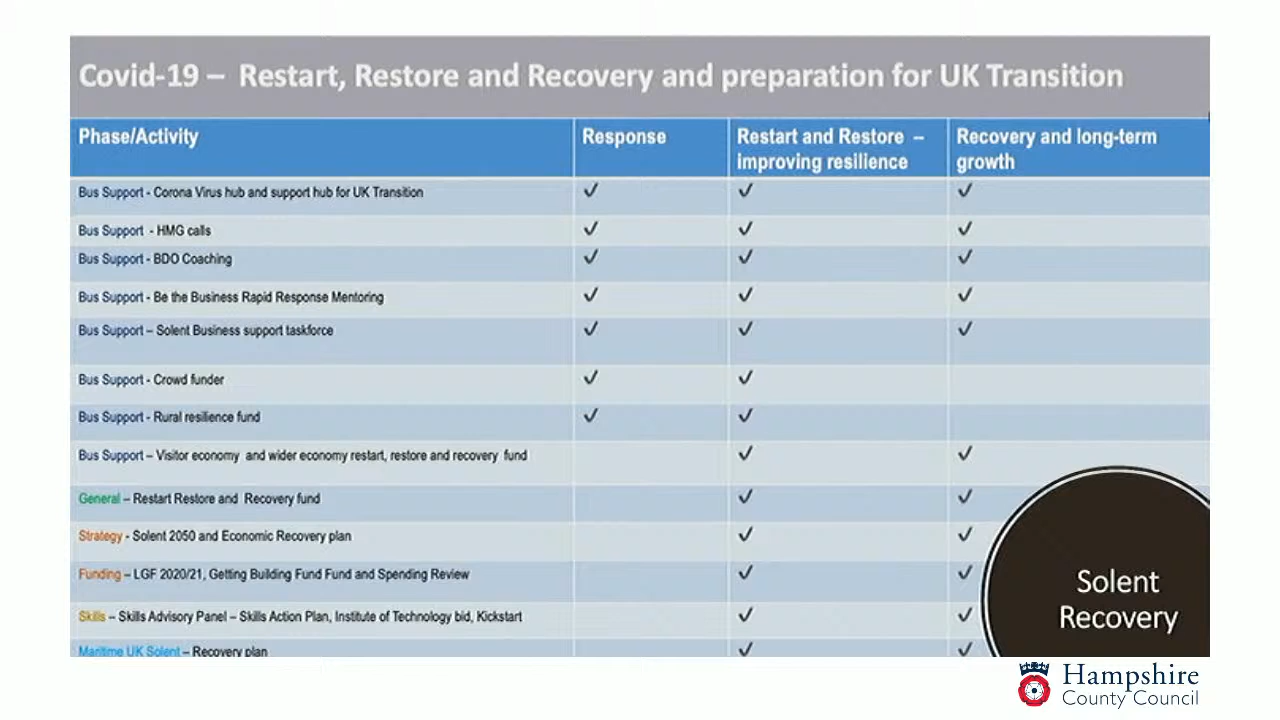 Covid-19 – Restart, Restore and Recovery and preparation for UK Transition
Phase/Activity
Response
Restart and Restore –
improving resilience
Recovery and long-term
growth
Bus Support - Corona Virus hub and support hub for UK Transition ✓ ✓ ✓
Bus Support - HMG calls ✓ ✓ ✓
Bus Support - BDO Coaching ✓ ✓ ✓
Bus Support - Be the Business Rapid Response Mentoring ✓ ✓ ✓
Bus Support – Solent Business support taskforce ✓ ✓ ✓
Bus Support - Crowd funder ✓ ✓
Bus Support - Rural resilience fund ✓ ✓
Bus Support – Visitor economy and wider economy restart, restore and recovery fund ✓ ✓
General – Restart Restore and Recovery fund ✓ ✓
Strategy - Solent 2050 and Economic Recovery plan ✓ ✓
Funding – LGF 2020/21, Getting Building Fund Fund and Spending Review ✓ ✓
Skills – Skills Advisory Panel – Skills Action Plan, Institute of Technology bid, Kickstart ✓ ✓
Maritime UK Solent – Recovery plan ✓ ✓
Solent
Recovery
Hampshire
County Council